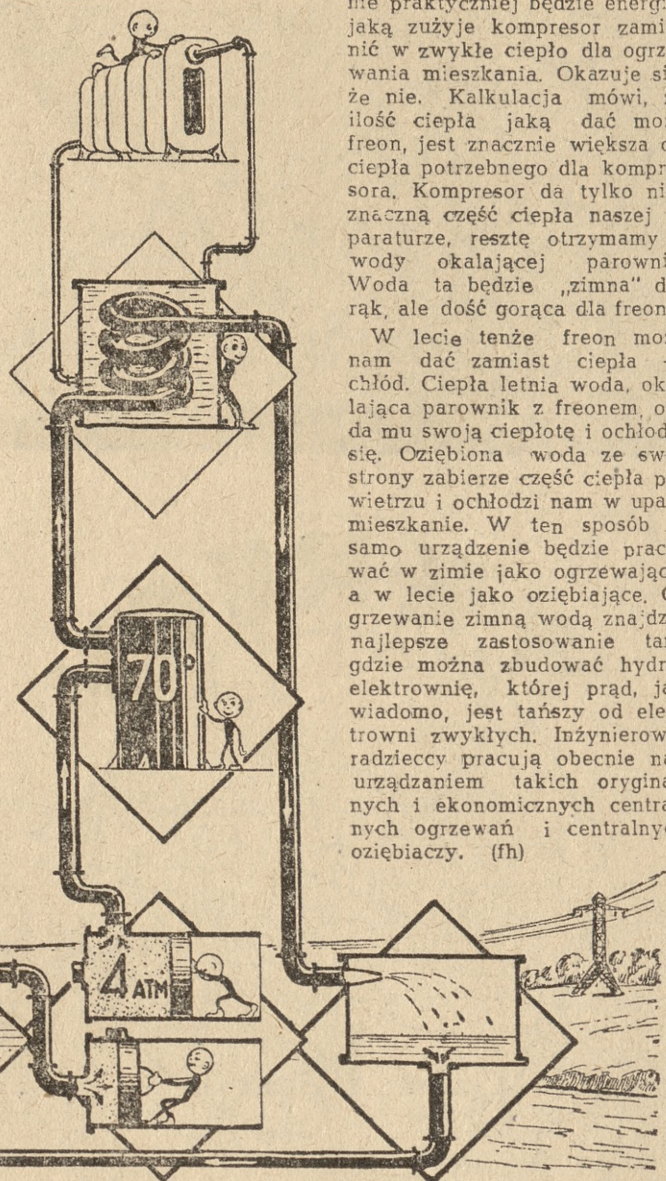 nie praktyczniej będzie energi
jaką zużyje kompresor zami
nić w zwykłe ciepło dla ogrz
wania mieszkania. Okazuje si
że nie. Kalkulacja mówi, ż
ilość ciepła jaką dać mo
freon, jest znacznie większa o
ciepła potrzebnego dla kompr
sora. Kompresor da tylko ni
znaczną część ciepła naszej
paraturze, resztę otrzymamy
wody okalającej parowni
Woda ta będzie „zimna" d
rąk, ale dość gorąca dla freon
W lecie tenże freon mo
nam dać zamiast ciepła -
chłód. Ciepła letnia woda, ok
lająca parownik z freonem, o
da mu swoją ciepłotę i ochłod
się. Oziębiona woda ze sw
strony zabierze część ciepła p
wietrzu i ochłodzi nam w upa
mieszkanie. W ten sposób
samo urządzenie będzie prac
wać w zimie jako ogrzewając
a w lecie jako oziębiające. O
grzewanie zimną wodą znajdz
najlepsze zastosowanie ta
gdzie można zbudować hydr
elektrownię, której prąd, ja
wiadomo, jest tańszy od ele
trowni zwykłych. Inżynierow
radzieccy pracują obecnie na
urządzaniem takich orygina
nych i ekonomicznych centra
nych ogrzewań i centralny
oziębiaczy. (fh)
70
4 ATM